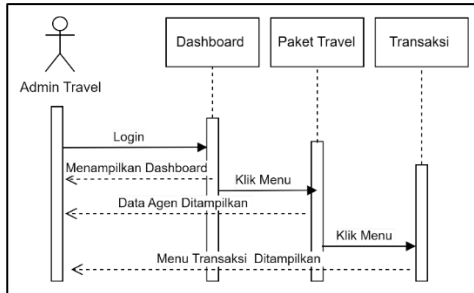 Dashboard
Paket Travel
Transaksi
Admin Travel
Login
Menampilkan Dashboard
Klik Menu
Data Agen Ditampilkan
Klik Menu
Menu Transaksi Ditampilkan